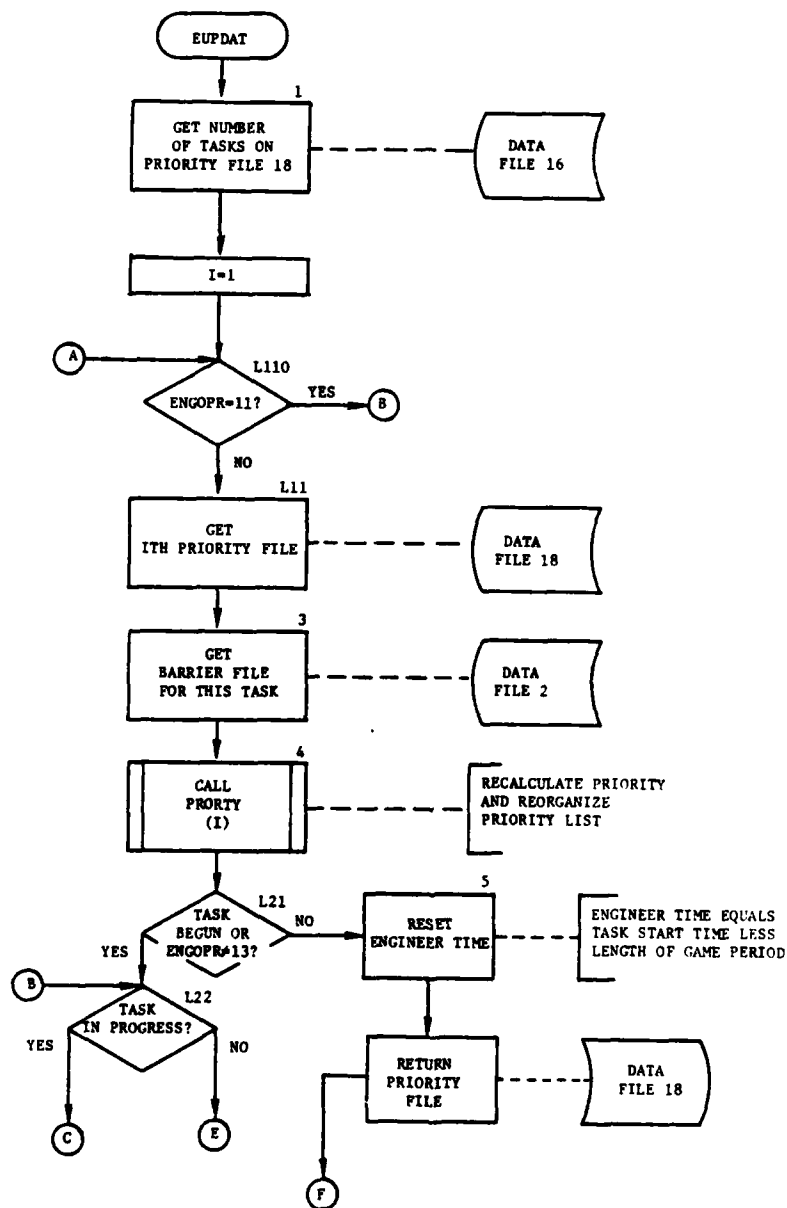 EUPDAT
1
GET NUMBER
OF TASKS ON
PRIORITY FILE 18
DATA
FILE 16
I=1
A
L110
ENGOPR=11?
YES
B
NO
L11
GET
ITH PRIORITY FILE
DATA
FILE 18
3
GET
BARRIER FILE
FOR THIS TASK
DATA
FILE 2
4
CALL
PRORTY
(I)
RECALCULATE PRIORITY
AND REORGANIZE
PRIORITY LIST
L21
TASK
BEGUN OR
ENGOPR≠13?
NO
YES
5
RESET
ENGINEER TIME
ENGINEER TIME EQUALS
TASK START TIME LESS
LENGTH OF GAME PERIOD
B
L22
TASK
IN PROGRESS?
YES
NO
RETURN
PRIORITY
FILE
DATA
FILE 18
C
E
F